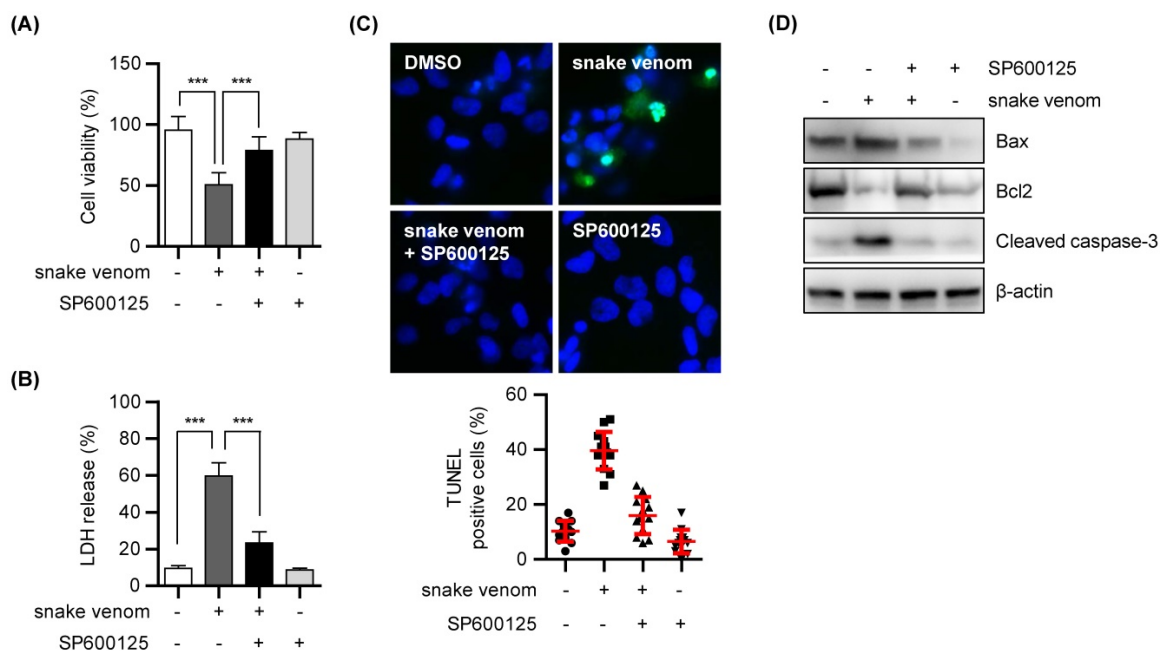 (A)
150
100
50
0
Cell viability (%)
*** ***
snake venom - + + -
SP600125 - - + +
(B)
100
80
60
40
20
0
LDH release (%)
*** ***
snake venom - + + -
SP600125 - - + +
(C)
DMSO
snake venom
snake venom
+ SP600125
SP600125
60
40
20
0
TUNEL
positive cells (%)
snake venom - + + -
SP600125 - - + +
(D)
- - + + SP600125
- + + - snake venom
Bax
Bcl2
Cleaved caspase-3
β-actin